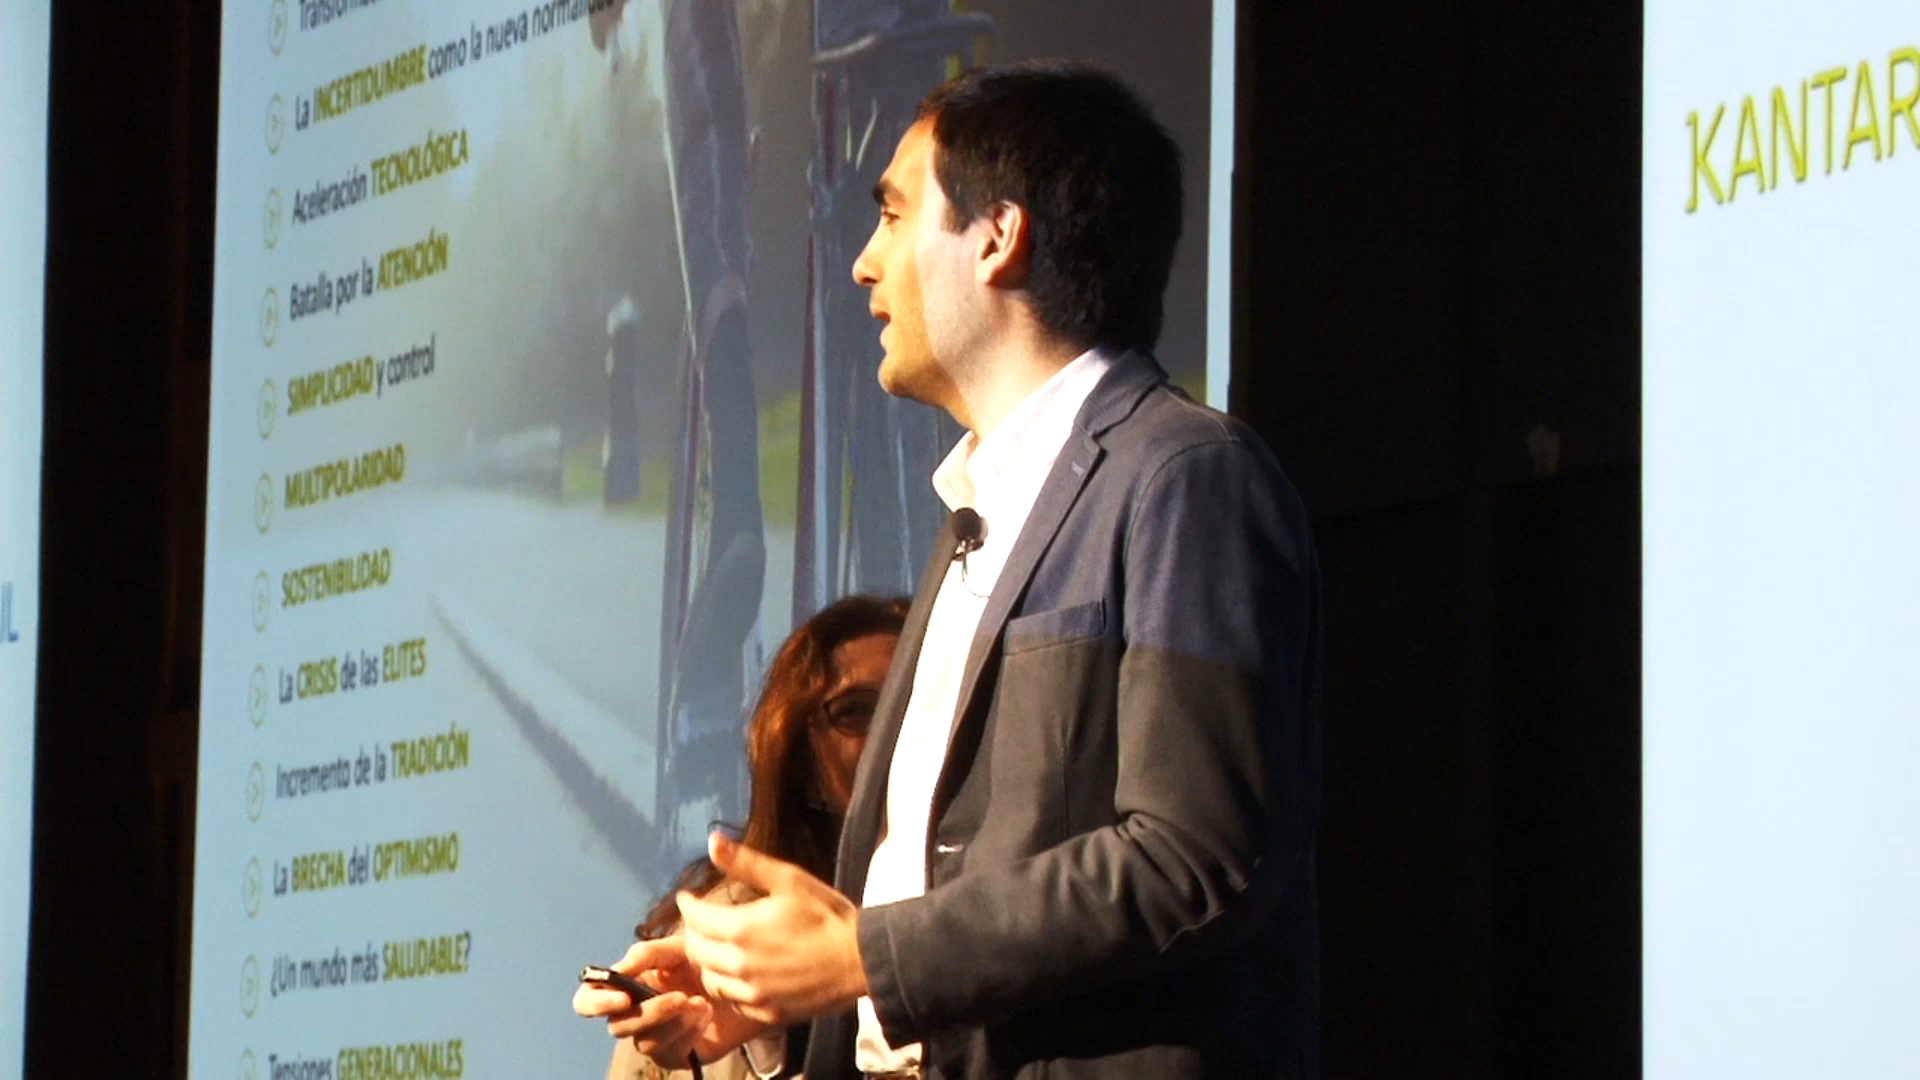 La INCERTIDUMBRE como la nueva normalidad
Aceleración TECNOLÓGICA
Batalla por la ATENCIÓN
SIMPLICIDAD y control
MULTIPOLARIDAD
SOSTENIBILIDAD
La CRISIS de las ELITES
Incremento de la TRADICIÓN
La BRECHA del OPTIMISMO
¿Un mundo más SALUDABLE?
Tensiones GENERACIONALES
KANTAR